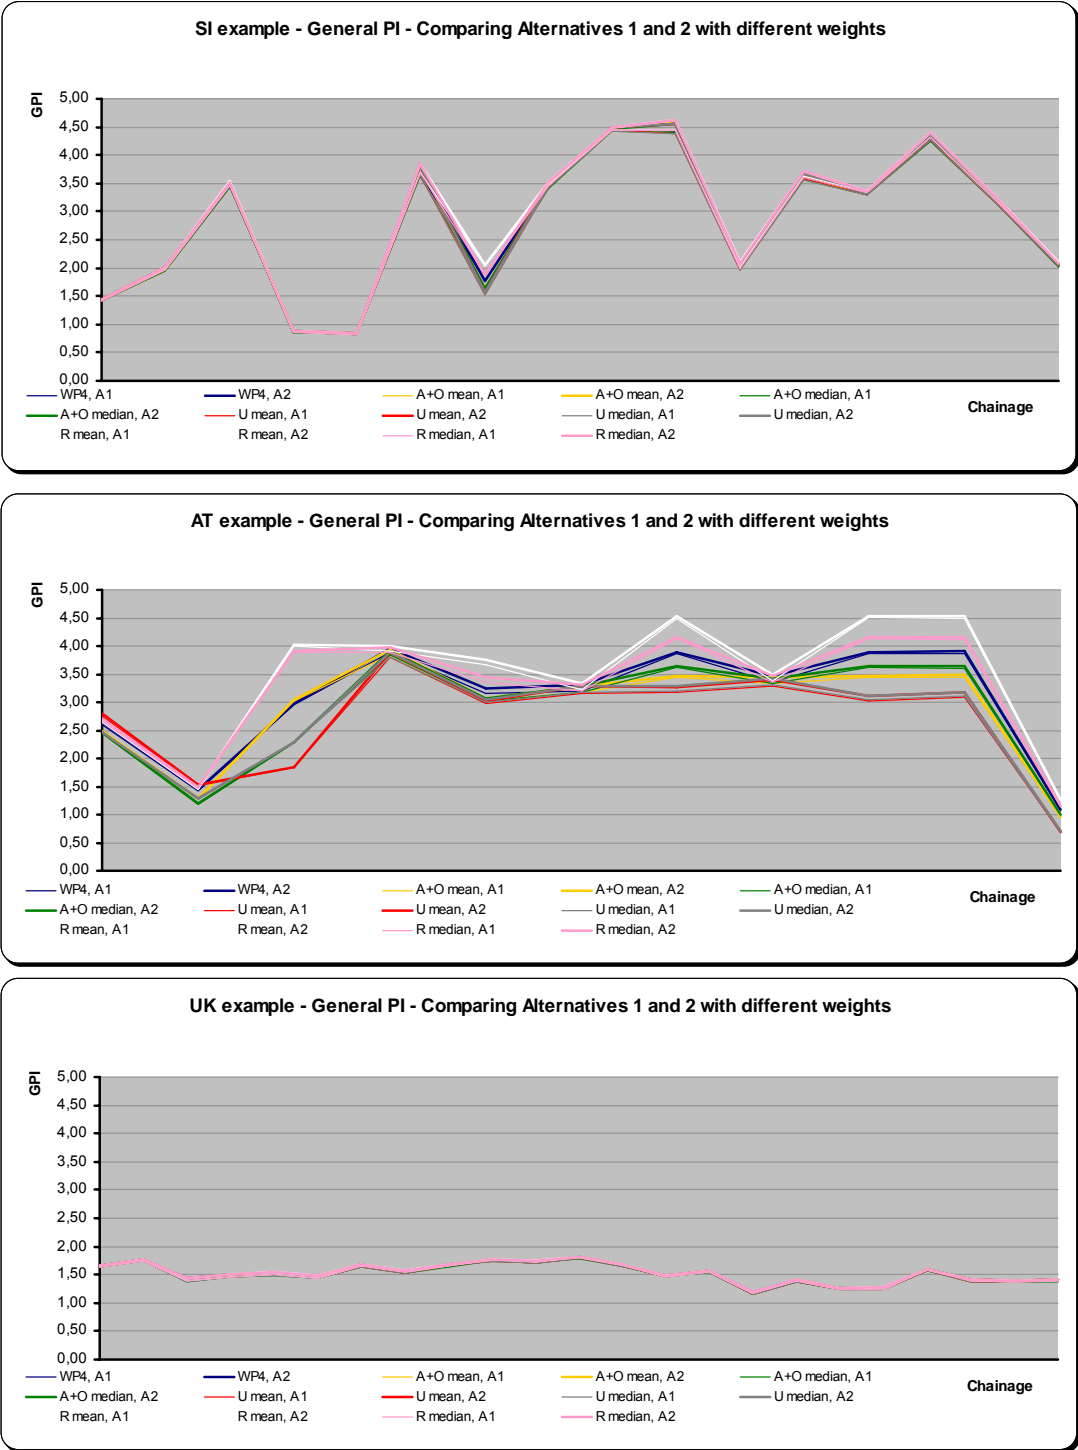 SI example - General PI - Comparing Alternatives 1 and 2 with different weights
GPI
5,00
4,50
4,00
3,50
3,00
2,50
2,00
1,50
1,00
0,50
0,00
WP4, A1 WP4, A2 A+O mean, A1 A+O mean, A2 A+O median, A1
A+O median, A2 U mean, A1 U mean, A2 U median, A1 U median, A2
R mean, A1 R mean, A2 R median, A1 R median, A2
Chainage
AT example - General PI - Comparing Alternatives 1 and 2 with different weights
GPI
5,00
4,50
4,00
3,50
3,00
2,50
2,00
1,50
1,00
0,50
0,00
WP4, A1 WP4, A2 A+O mean, A1 A+O mean, A2 A+O median, A1
A+O median, A2 U mean, A1 U mean, A2 U median, A1 U median, A2
R mean, A1 R mean, A2 R median, A1 R median, A2
Chainage
UK example - General PI - Comparing Alternatives 1 and 2 with different weights
GPI
5,00
4,50
4,00
3,50
3,00
2,50
2,00
1,50
1,00
0,50
0,00
WP4, A1 WP4, A2 A+O mean, A1 A+O mean, A2 A+O median, A1
A+O median, A2 U mean, A1 U mean, A2 U median, A1 U median, A2
R mean, A1 R mean, A2 R median, A1 R median, A2
Chainage